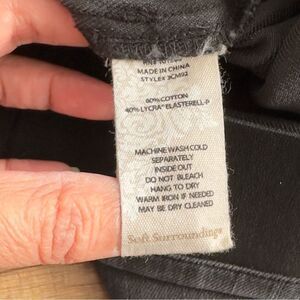 MADE IN CHINA
60% COTTON
40% LYCRA® ELASTERELL-P
MACHINE WASH COLD
SEPARATELY
INSIDE OUT
DO NOT BLEACH
HANG TO DRY
WARM IRON IF NEEDED
MAY BE DRY CLEANED
Soft Surroundings